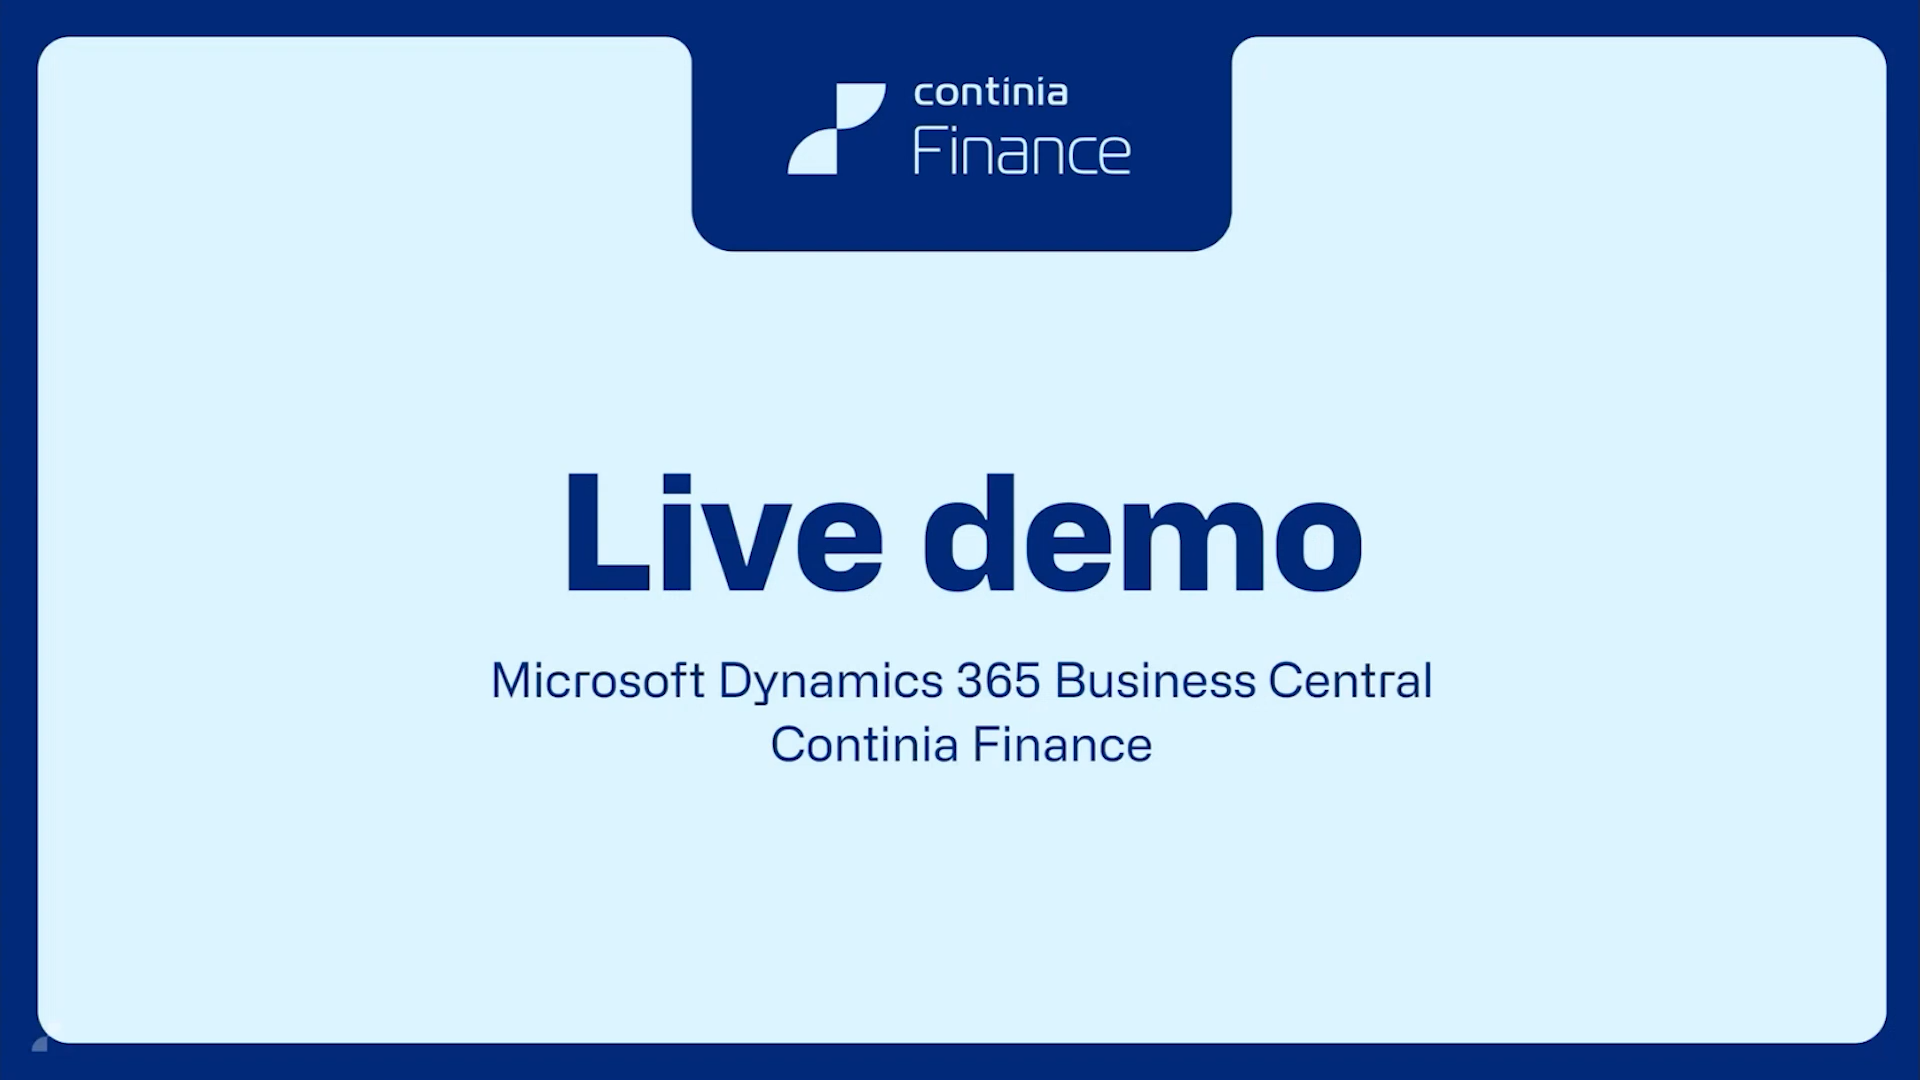 continia
Finance
Live demo
Microsoft Dynamics 365 Business Central
Continia Finance